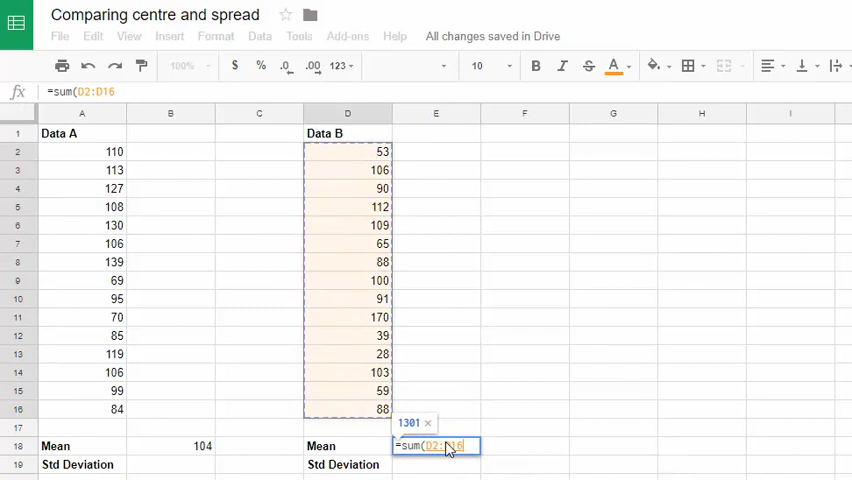 Comparing centre and spread
File Edit View Insert Format Data Tools Add-ons Help All changes saved in Drive
100% $ % .0 .00 123 10 B I S A
fx =sum(D2:D16
A B C D E F G H I
1 Data A Data B
2 110 53
3 113 106
4 127 90
5 108 112
6 130 109
7 106 65
8 139 88
9 69 100
10 95 91
11 70 170
12 85 39
13 119 28
14 106 103
15 99 59
16 84 88
1301 ×
17
18 Mean 104 Mean =sum(D2:D16
19 Std Deviation Std Deviation